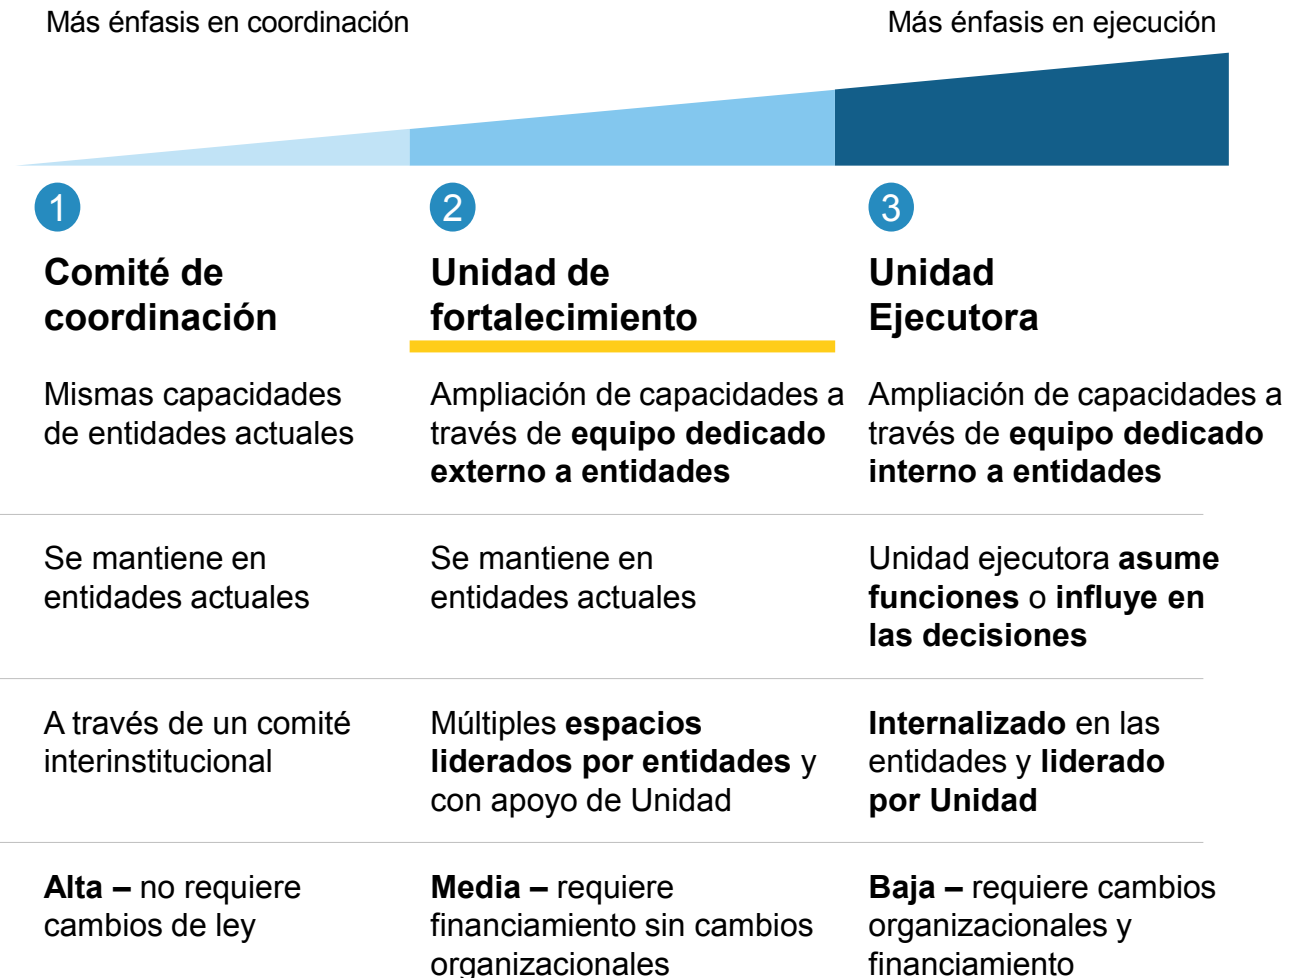 Más énfasis en coordinación
Más énfasis en ejecución
1
2
3
Comité de
coordinación
Unidad de
fortalecimiento
Unidad
Ejecutora
Mismas capacidades
de entidades actuales
Ampliación de capacidades a
través de equipo dedicado
externo a entidades
Ampliación de capacidades a
través de equipo dedicado
interno a entidades
Se mantiene en
entidades actuales
Se mantiene en
entidades actuales
Unidad ejecutora asume
funciones o influye en
las decisiones
A través de un comité
interinstitucional
Múltiples espacios
liderados por entidades y
con apoyo de Unidad
Internalizado en las
entidades y liderado
por Unidad
Alta – no requiere
cambios de ley
Media – requiere
financiamiento sin cambios
organizacionales
Baja – requiere cambios
organizacionales y
financiamiento